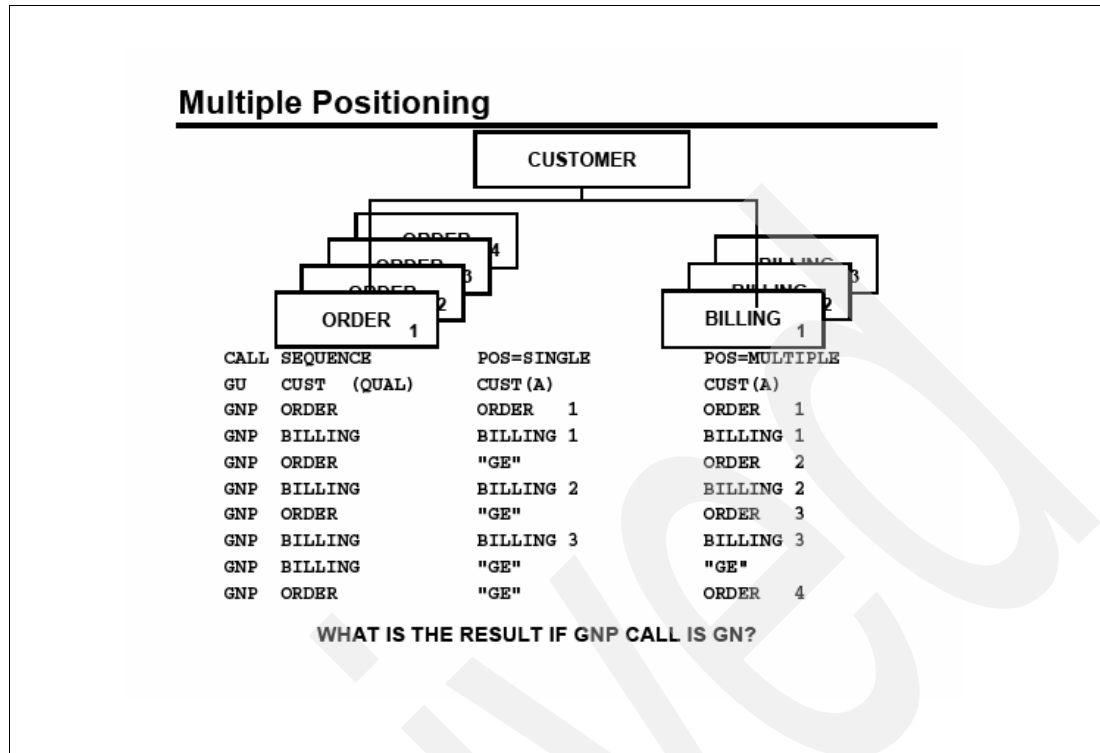 Multiple Positioning
CUSTOMER
ORDER 4
ORDER 3
ORDER 2
ORDER 1
BILLING 3
BILLING 2
BILLING 1
CALL SEQUENCE POS=SINGLE POS=MULTIPLE
GU CUST (QUAL) CUST(A) CUST(A)
GNP ORDER ORDER 1 ORDER 1
GNP BILLING BILLING 1 BILLING 1
GNP ORDER "GE" ORDER 2
GNP BILLING BILLING 2 BILLING 2
GNP ORDER "GE" ORDER 3
GNP BILLING BILLING 3 BILLING 3
GNP BILLING "GE" "GE"
GNP ORDER "GE" ORDER 4
WHAT IS THE RESULT IF GNP CALL IS GN?